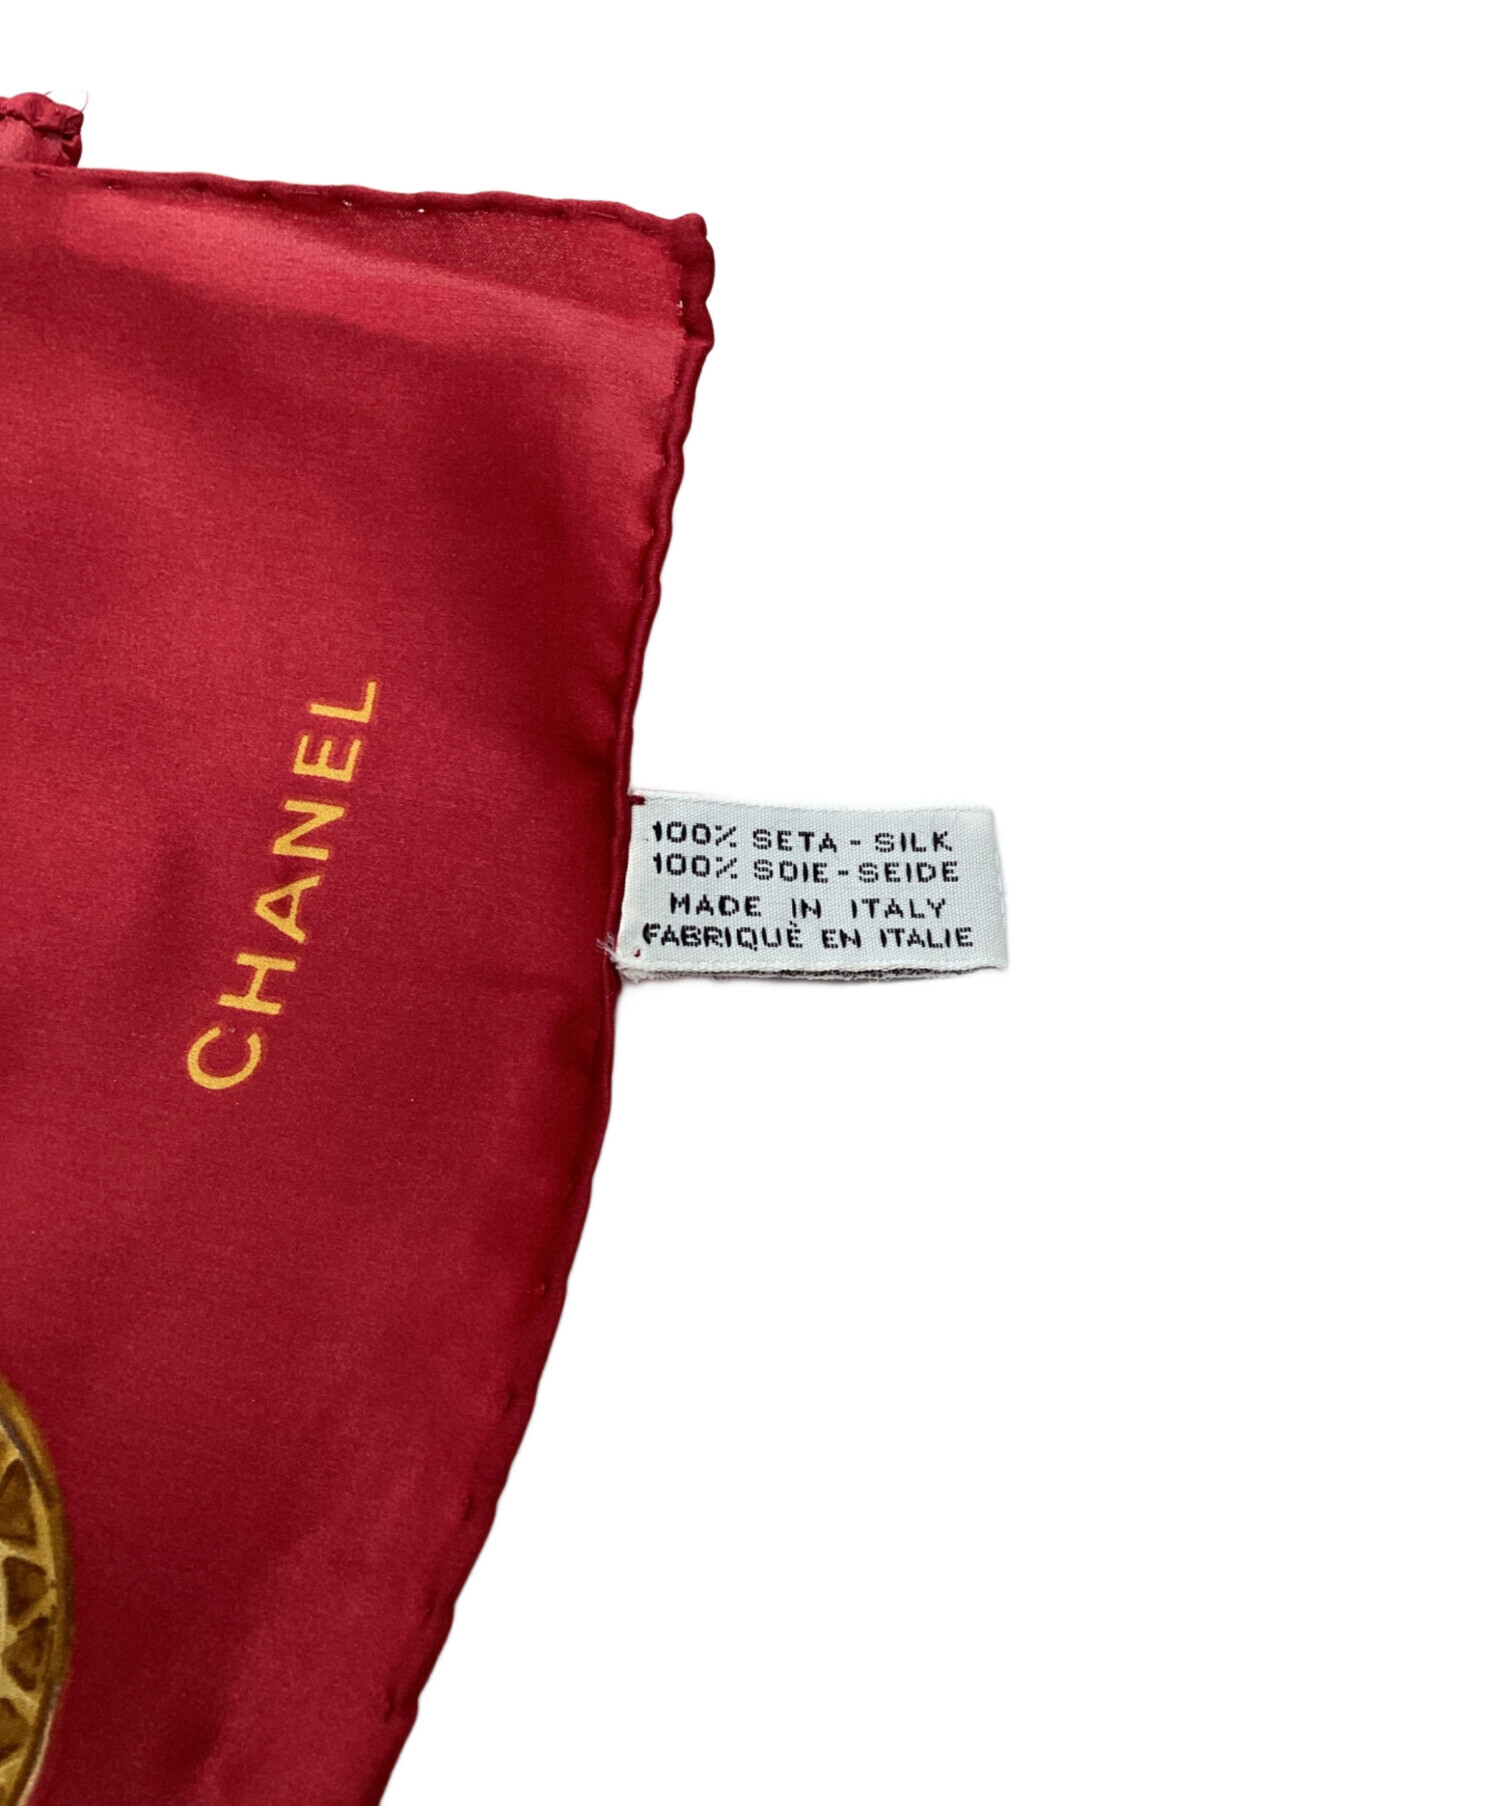 CHANEL
100% SETA - SILK
100% SOIE - SEIDE
MADE IN ITALY
FABRIQUÈ EN ITALIE